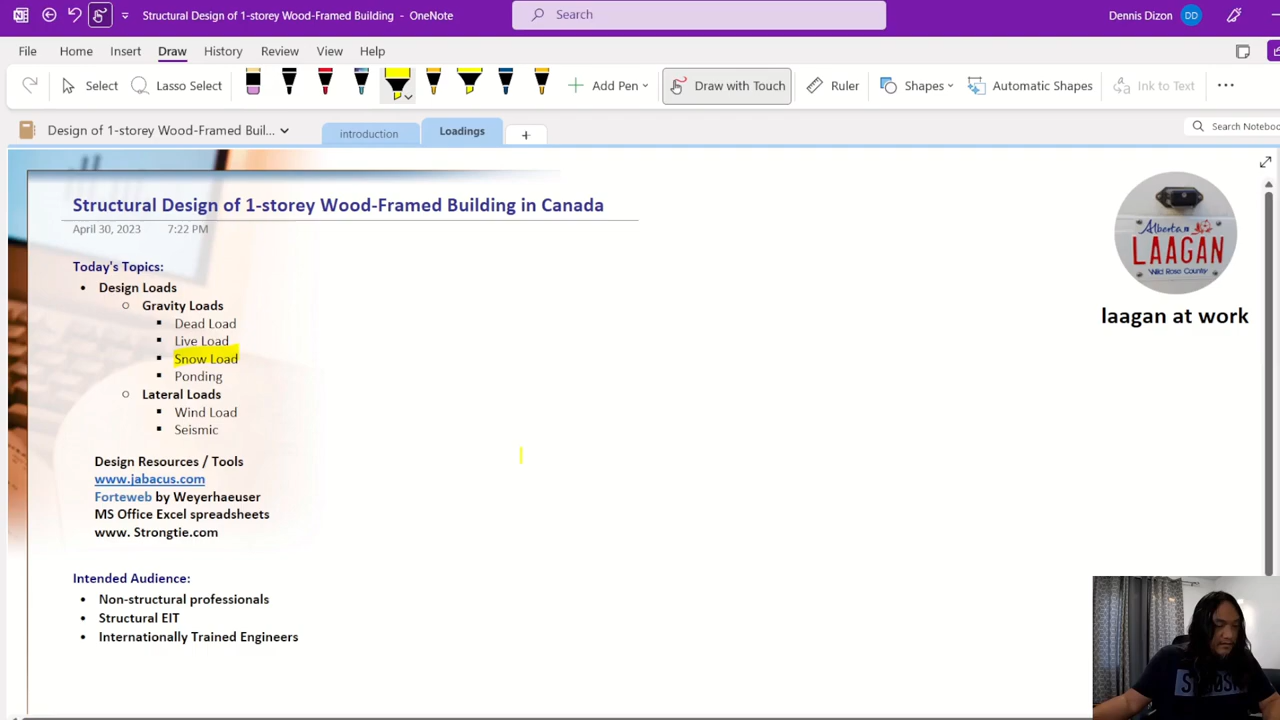 Structural Design of 1-storey Wood-Framed Building - OneNote
Search
Dennis Dizon
DD
File
Home
Insert
Draw
History
Review
View
Help
Select
Lasso Select
Add Pen
Draw with Touch
Ruler
Shapes
Automatic Shapes
Ink to Text
Design of 1-storey Wood-Framed Buil...
introduction
Loadings
Search Notebo
Structural Design of 1-storey Wood-Framed Building in Canada
April 30, 2023 7:22 PM
Today's Topics:
Design Loads
Gravity Loads
Dead Load
Live Load
Snow Load
Ponding
Lateral Loads
Wind Load
Seismic
Design Resources / Tools
www.jabacus.com
Forteweb by Weyerhaeuser
MS Office Excel spreadsheets
www. Strongtie.com
Intended Audience:
Non-structural professionals
Structural EIT
Internationally Trained Engineers
Alberta
LAAGAN
Wild Rose Country
laagan at work